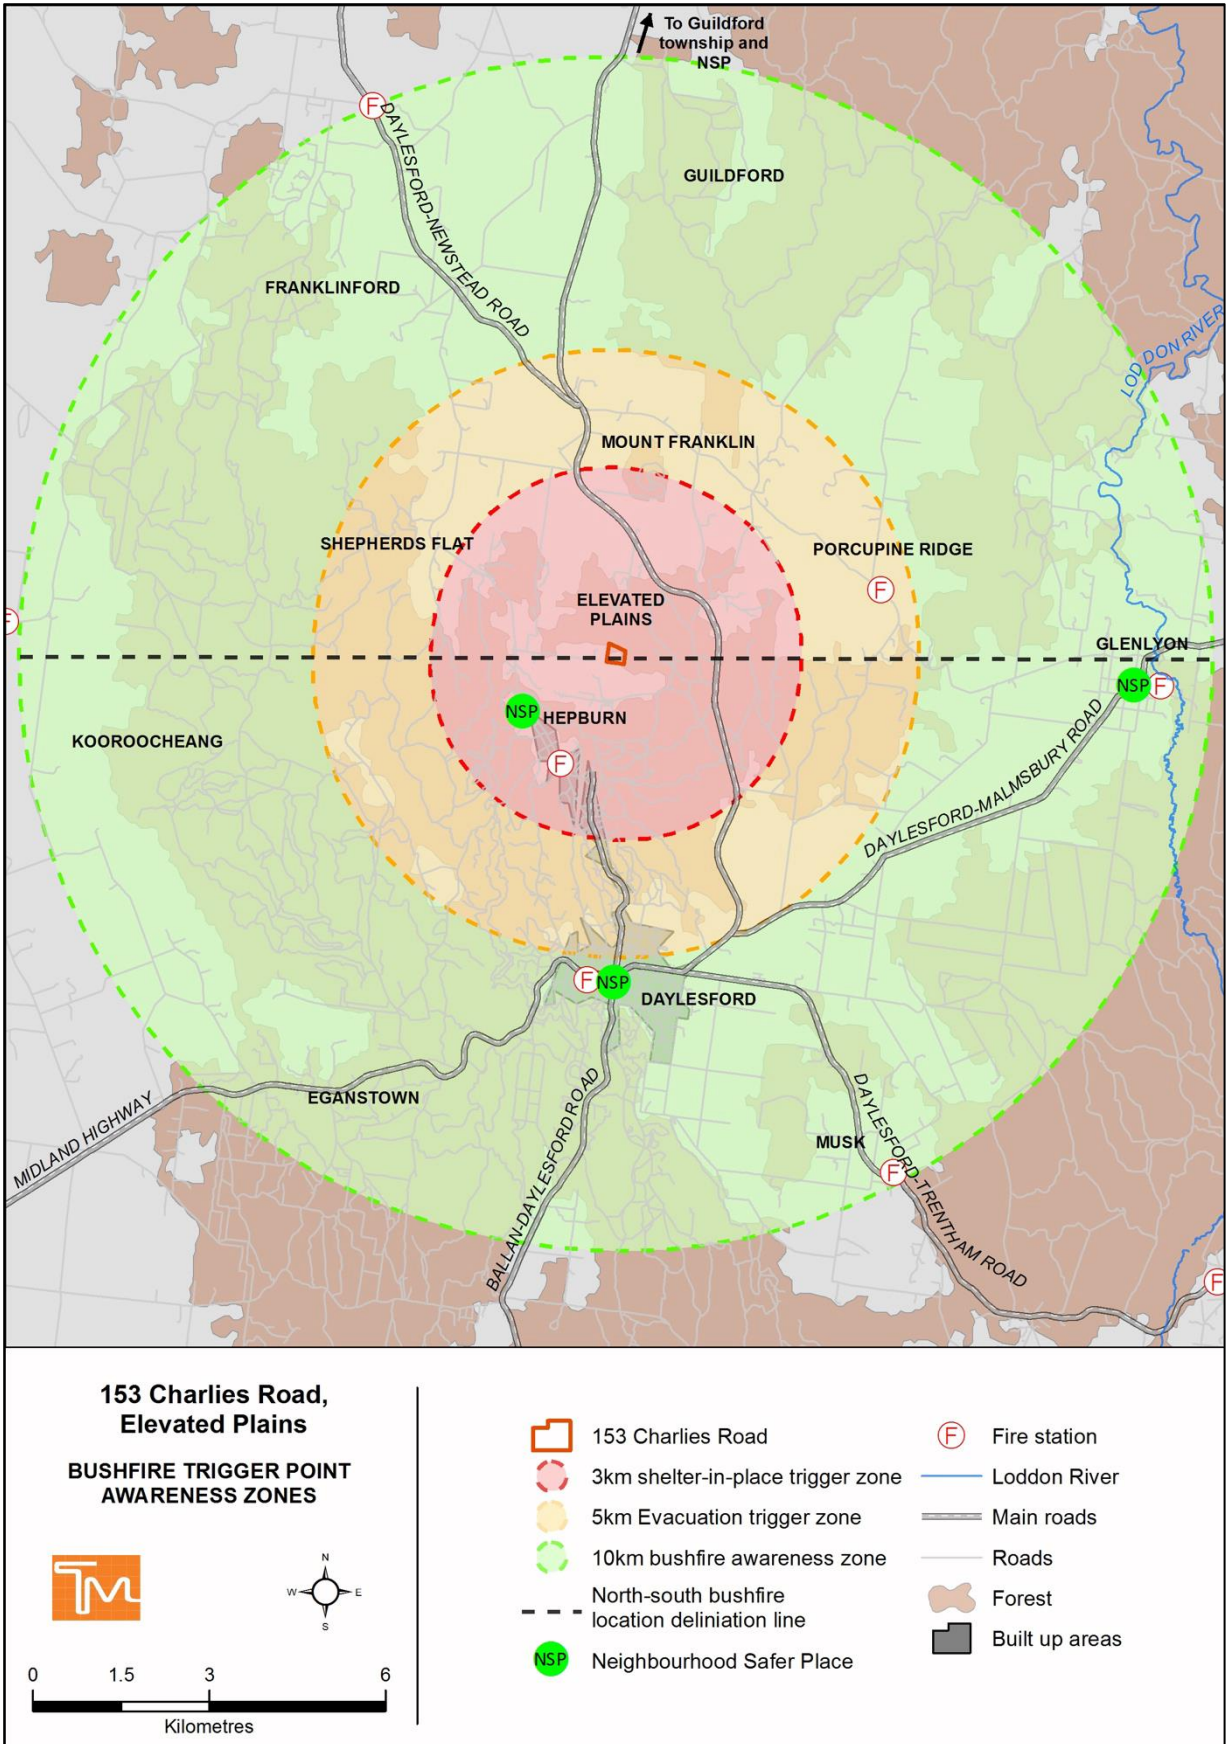 To Guildford
township and
NSP
F
DAYLESFORD-NEWSTEAD ROAD
GUILDFORD
FRANKLINFORD
LODDON RIVER
MOUNT FRANKLIN
SHEPHERDS FLAT
PORCUPINE RIDGE
F
ELEVATED
PLAINS
F
GLENLYON
NSP
F
NSP
HEPBURN
KOOROOCHEANG
F
DAYLESFORD-MALMSBURY ROAD
F
NSP
DAYLESFORD
EGANSTOWN
MIDLAND HIGHWAY
BALLAN-DAYLESFORD ROAD
MUSK
F
DAYLESFORD-TRENTHAM ROAD
F
153 Charlies Road,
Elevated Plains
BUSHFIRE TRIGGER POINT
AWARENESS ZONES
TM
N
W
E
S
0 1.5 3 6
Kilometres
153 Charlies Road
3km shelter-in-place trigger zone
5km Evacuation trigger zone
10km bushfire awareness zone
North-south bushfire
location deliniation line
NSP
Neighbourhood Safer Place
F
Fire station
Loddon River
Main roads
Roads
Forest
Built up areas